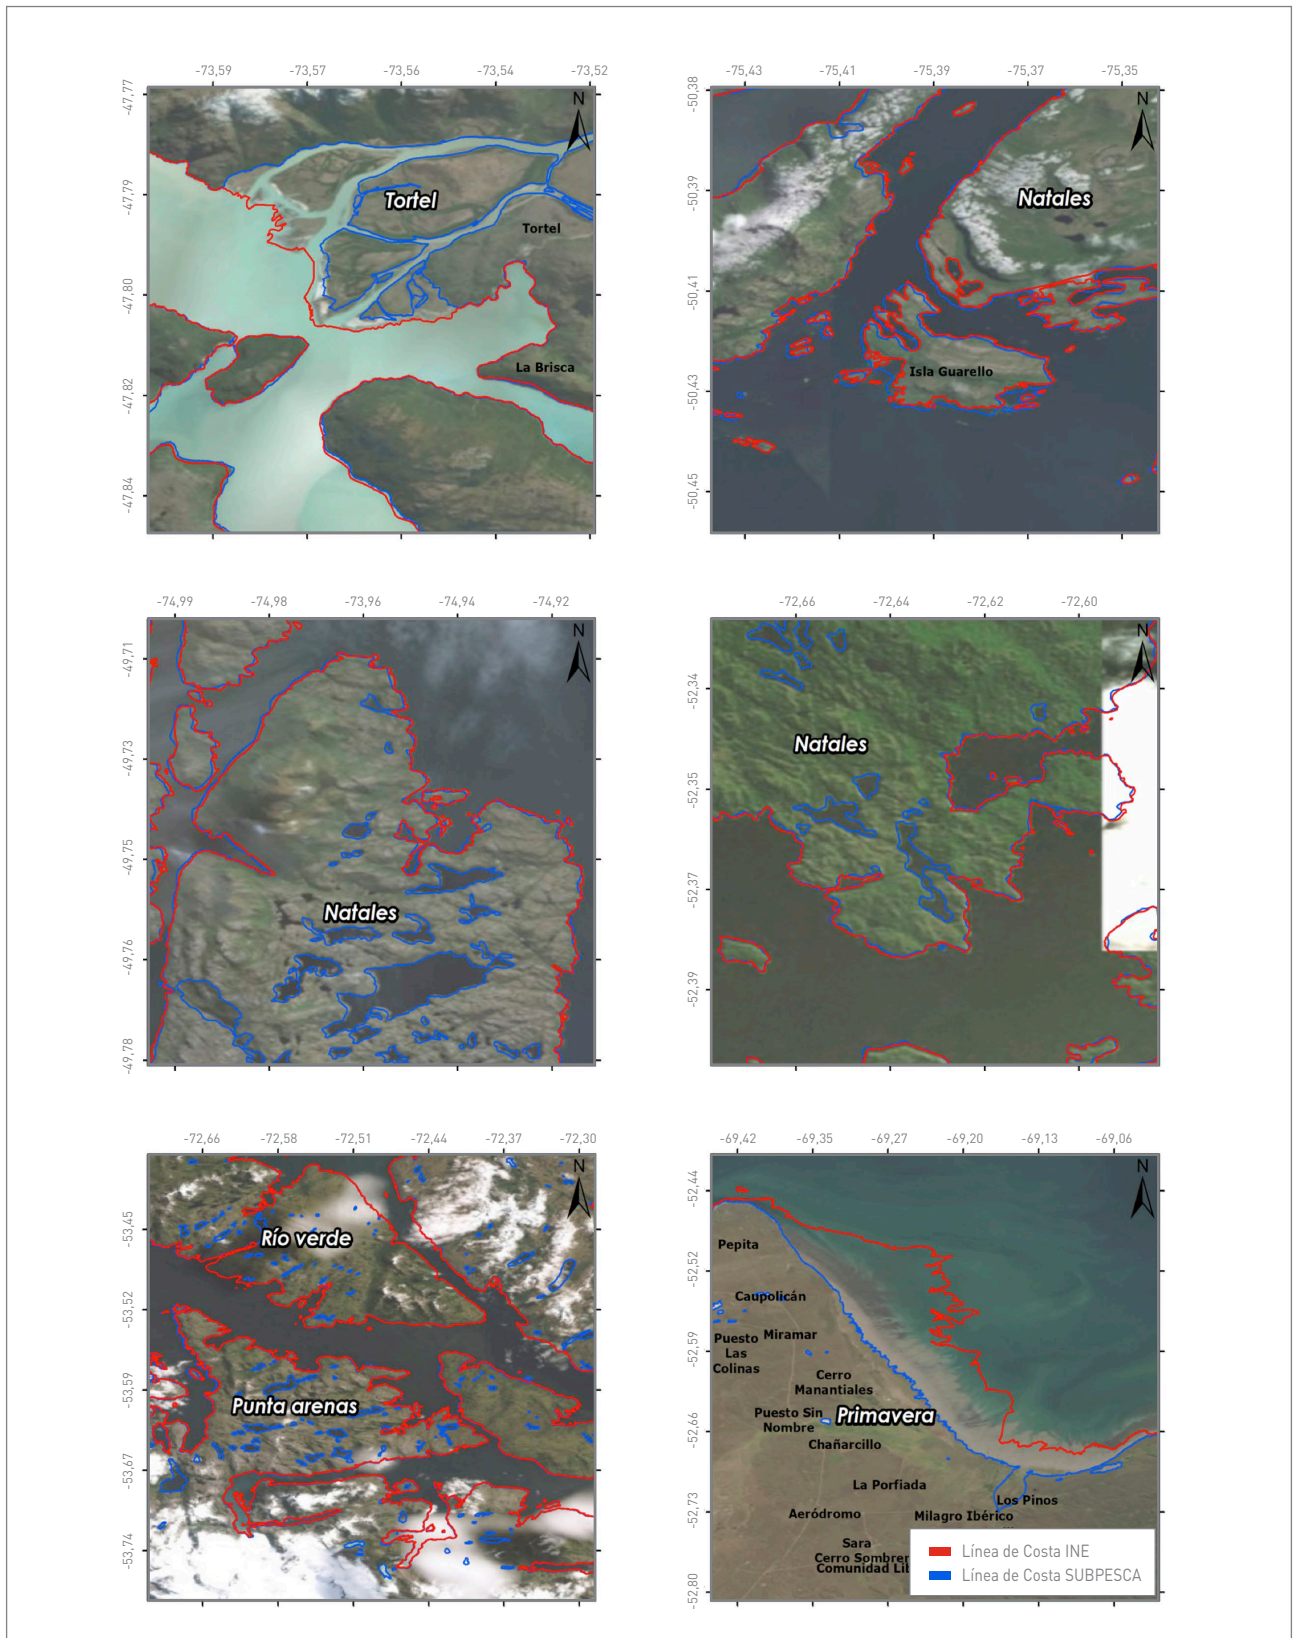 -73,59 -73,57 -73,56 -73,54 -73,52
-47,77
-47,79
-47,80
-47,82
-47,84
N
Tortel
Tortel
La Brisca
-75,43 -75,41 -75,39 -75,37 -75,35
-50,38
-50,39
-50,41
-50,43
-50,45
N
Natales
Isla Guarello
-74,99 -74,98 -73,96 -74,94 -74,92
-49,71
-49,73
-49,75
-49,76
-49,78
N
Natales
-72,66 -72,64 -72,62 -72,60
-52,34
-52,35
-52,37
-52,39
N
Natales
-72,66 -72,58 -72,51 -72,44 -72,37 -72,30
-53,45
-53,52
-53,59
-53,67
-53,74
N
Río verde
Punta arenas
-69,42 -69,35 -69,27 -69,20 -69,13 -69,06
-52,44
-52,52
-52,59
-52,66
-52,73
-52,80
N
Pepita
Caupolicán
Miramar
Puesto
Las
Colinas
Cerro
Manantiales
Puesto Sin
Nombre
Primavera
Chañarcillo
La Porfiada
Los Pinos
Aeródromo
Milagro Ibérico
Sara
Cerro Sombrer
Comunidad Lib
Línea de Costa INE
Línea de Costa SUBPESCA